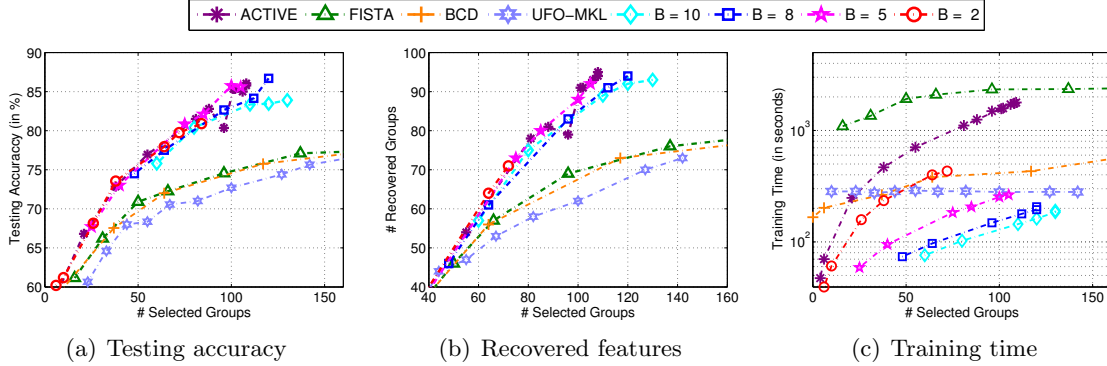 ACTIVE FISTA BCD UFO−MKL B = 10 B = 8 B = 5 B = 2
90
85
80
75
70
65
60
0 50 100 150
Testing Accuraccy (in %)
# Selected Groups
(a) Testing accuracy
100
90
80
70
60
50
40
40 60 80 100 120 140 160
# Recovered Groups
# Selected Groups
(b) Recovered features
10³
10²
0 50 100 150
Training Time (in seconds)
# Selected Groups
(c) Training time